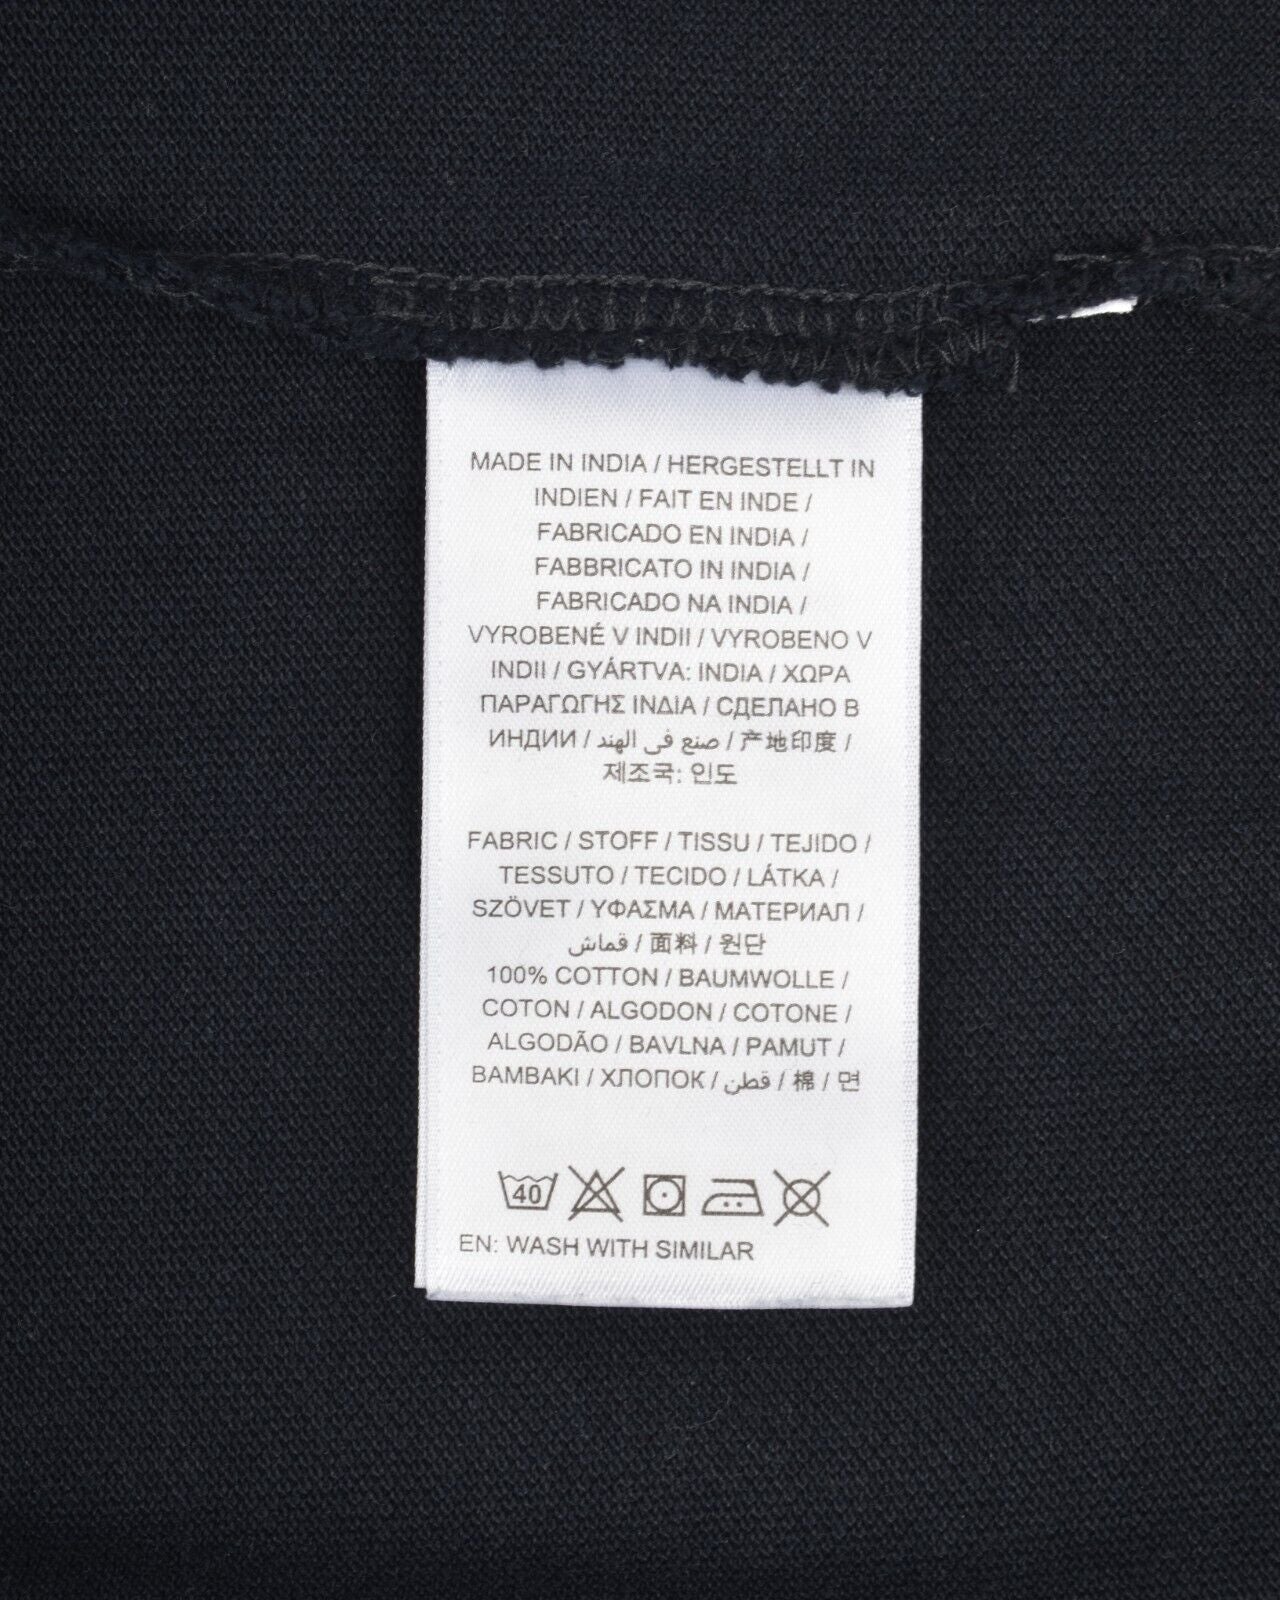 MADE IN INDIA / HERGESTELLT IN
INDIEN / FAIT EN INDE /
FABRICADO EN INDIA /
FABBRICATO IN INDIA /
FABRICADO NA INDIA /
VYROBENÉ V INDII / VYROBENO V
INDII / GYÁRTVA: INDIA / ΧΩΡΑ
ΠΑΡΑΓΩΓΗΣ ΙΝΔΙΑ / СДЕЛАНО В
ИНДИИ / صنع في الهند / 产地印度 /
제조국: 인도
FABRIC / STOFF / TISSU / TEJIDO /
TESSUTO / TECIDO / LÁTKA /
SZÖVET / ΥΦΑΣΜΑ / МАТЕРИАЛ /
قماش / 面料 / 원단
100% COTTON / BAUMWOLLE /
COTON / ALGODON / COTONE /
ALGODÃO / BAVLNA / PAMUT /
BAMBAKI / ХЛОПОК / قطن / 棉 / 면
40
EN: WASH WITH SIMILAR